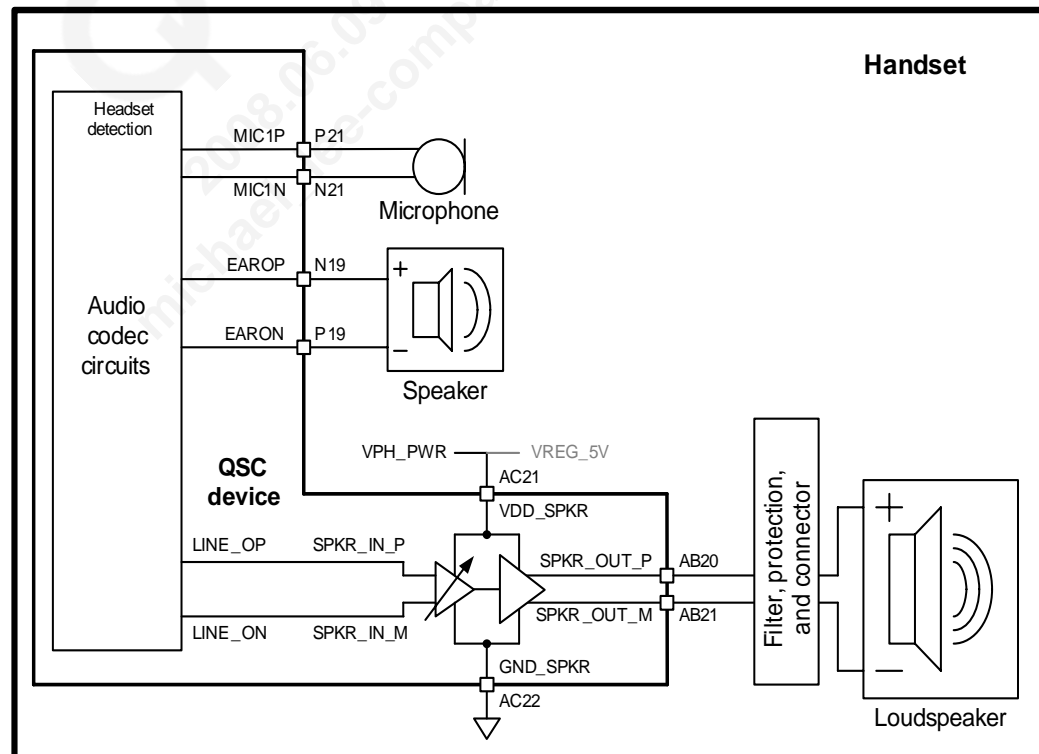 Handset
Headset
detection
MIC1P
P21
MIC1N
N21
Microphone
EAROP
N19
+
EARON
P19
−
Speaker
Audio
codec
circuits
VPH_PWR
VREG_5V
QSC
device
AC21
VDD_SPKR
LINE_OP
SPKR_IN_P
SPKR_OUT_P
AB20
LINE_ON
SPKR_IN_M
SPKR_OUT_M
AB21
GND_SPKR
AC22
Filter, protection,
and connector
+
−
Loudspeaker